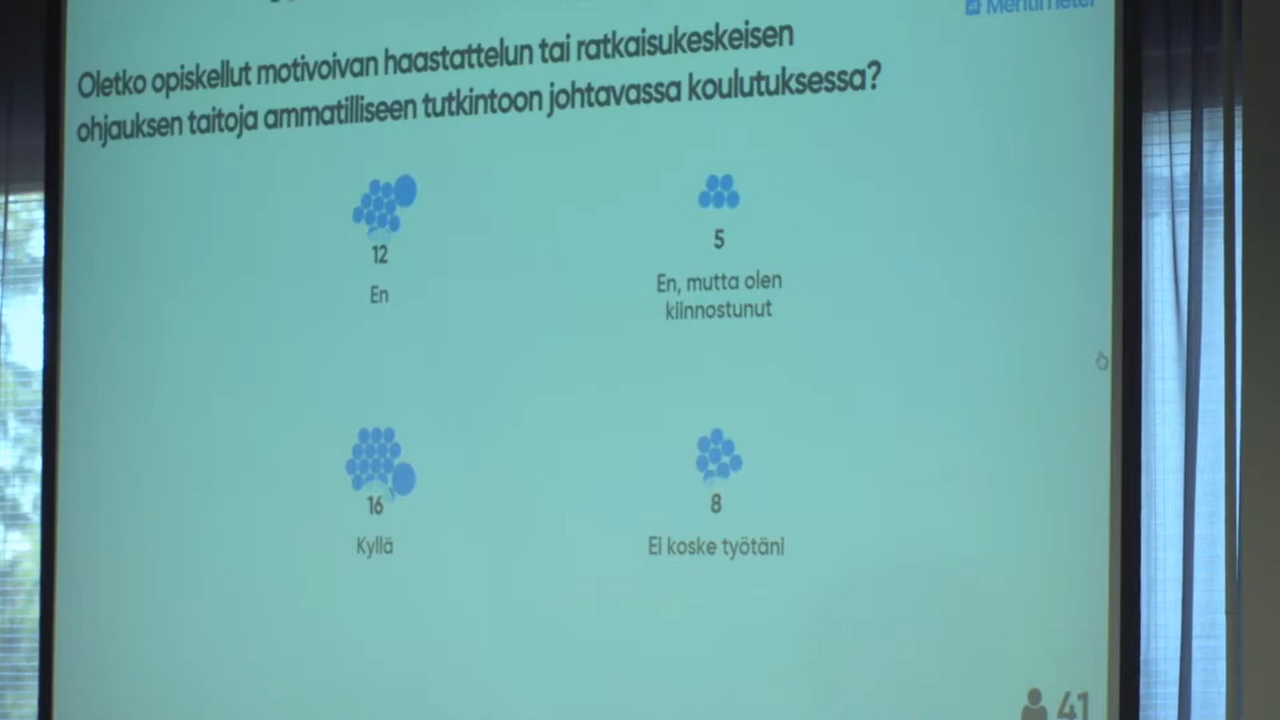 Mentimeter
Oletko opiskellut motivoivan haastattelun tai ratkaisukeskeisen
ohjauksen taitoja ammatilliseen tutkintoon johtavassa koulutuksessa?
12
En
5
En, mutta olen
kiinnostunut
16
Kyllä
8
Ei koske työtäni
41